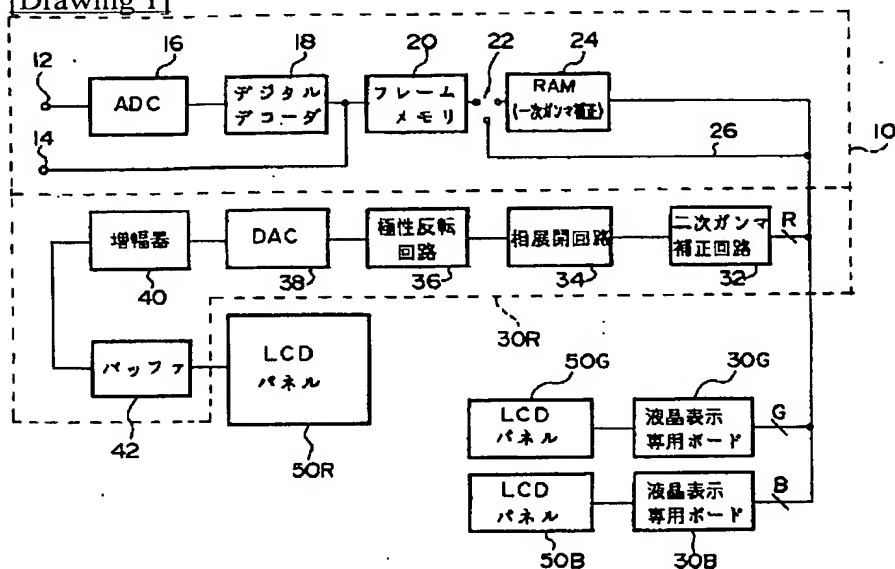 [Drawing 1]
12
16
18
20
22
24
ADC
デジタル
デコーダ
フレーム
メモリ
RAM
(一次ガンマ補正)
14
26
10
増幅器
DAC
極性反転
回路
相展開回路
二次ガンマ
補正回路
R
40
38
36
34
32
30R
バッファ
LCD
パネル
42
50R
50G
30G
LCD
パネル
液晶表示
専用ボード
G
LCD
パネル
液晶表示
専用ボード
B
50B
30B